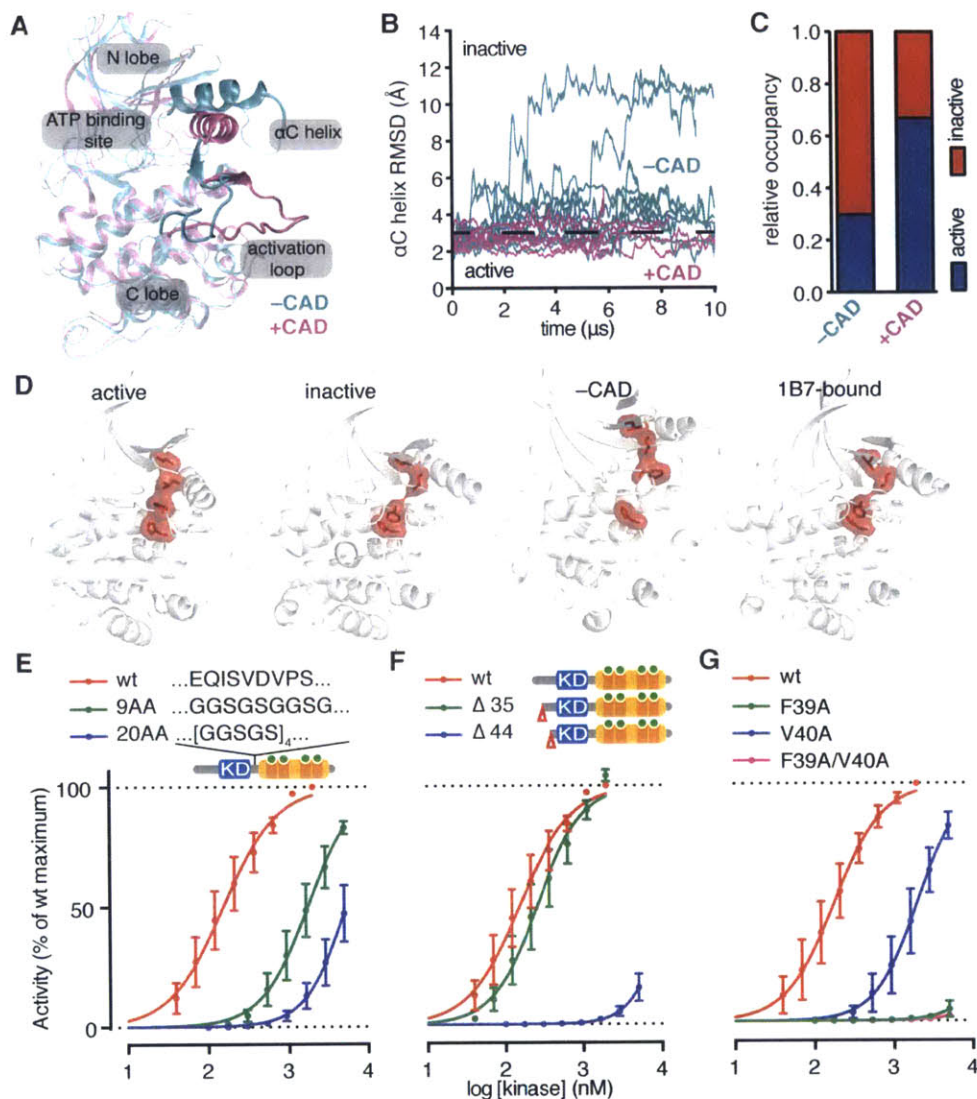 A
N lobe
ATP binding
site
αC helix
activation
loop
C lobe
–CAD
+CAD
B
αC helix RMSD (Å)
14
12
10
8
6
4
2
0
inactive
–CAD
active
+CAD
0 2 4 6 8 10
time (µs)
C
relative occupancy
1.0
0.8
0.6
0.4
0.2
0.0
–CAD
+CAD
inactive
active
D
active
inactive
–CAD
1B7-bound
E
wt ...EQISVDVPS...
9AA ...GGSGSGGSG...
20AA ...[GGSGS]4...
KD
Activity (% of wt maximum)
100
50
0
1 2 3 4
F
wt
Δ 35
Δ 44
KD
KD
KD
1 2 3 4
log [kinase] (nM)
G
wt
F39A
V40A
F39A/V40A
1 2 3 4